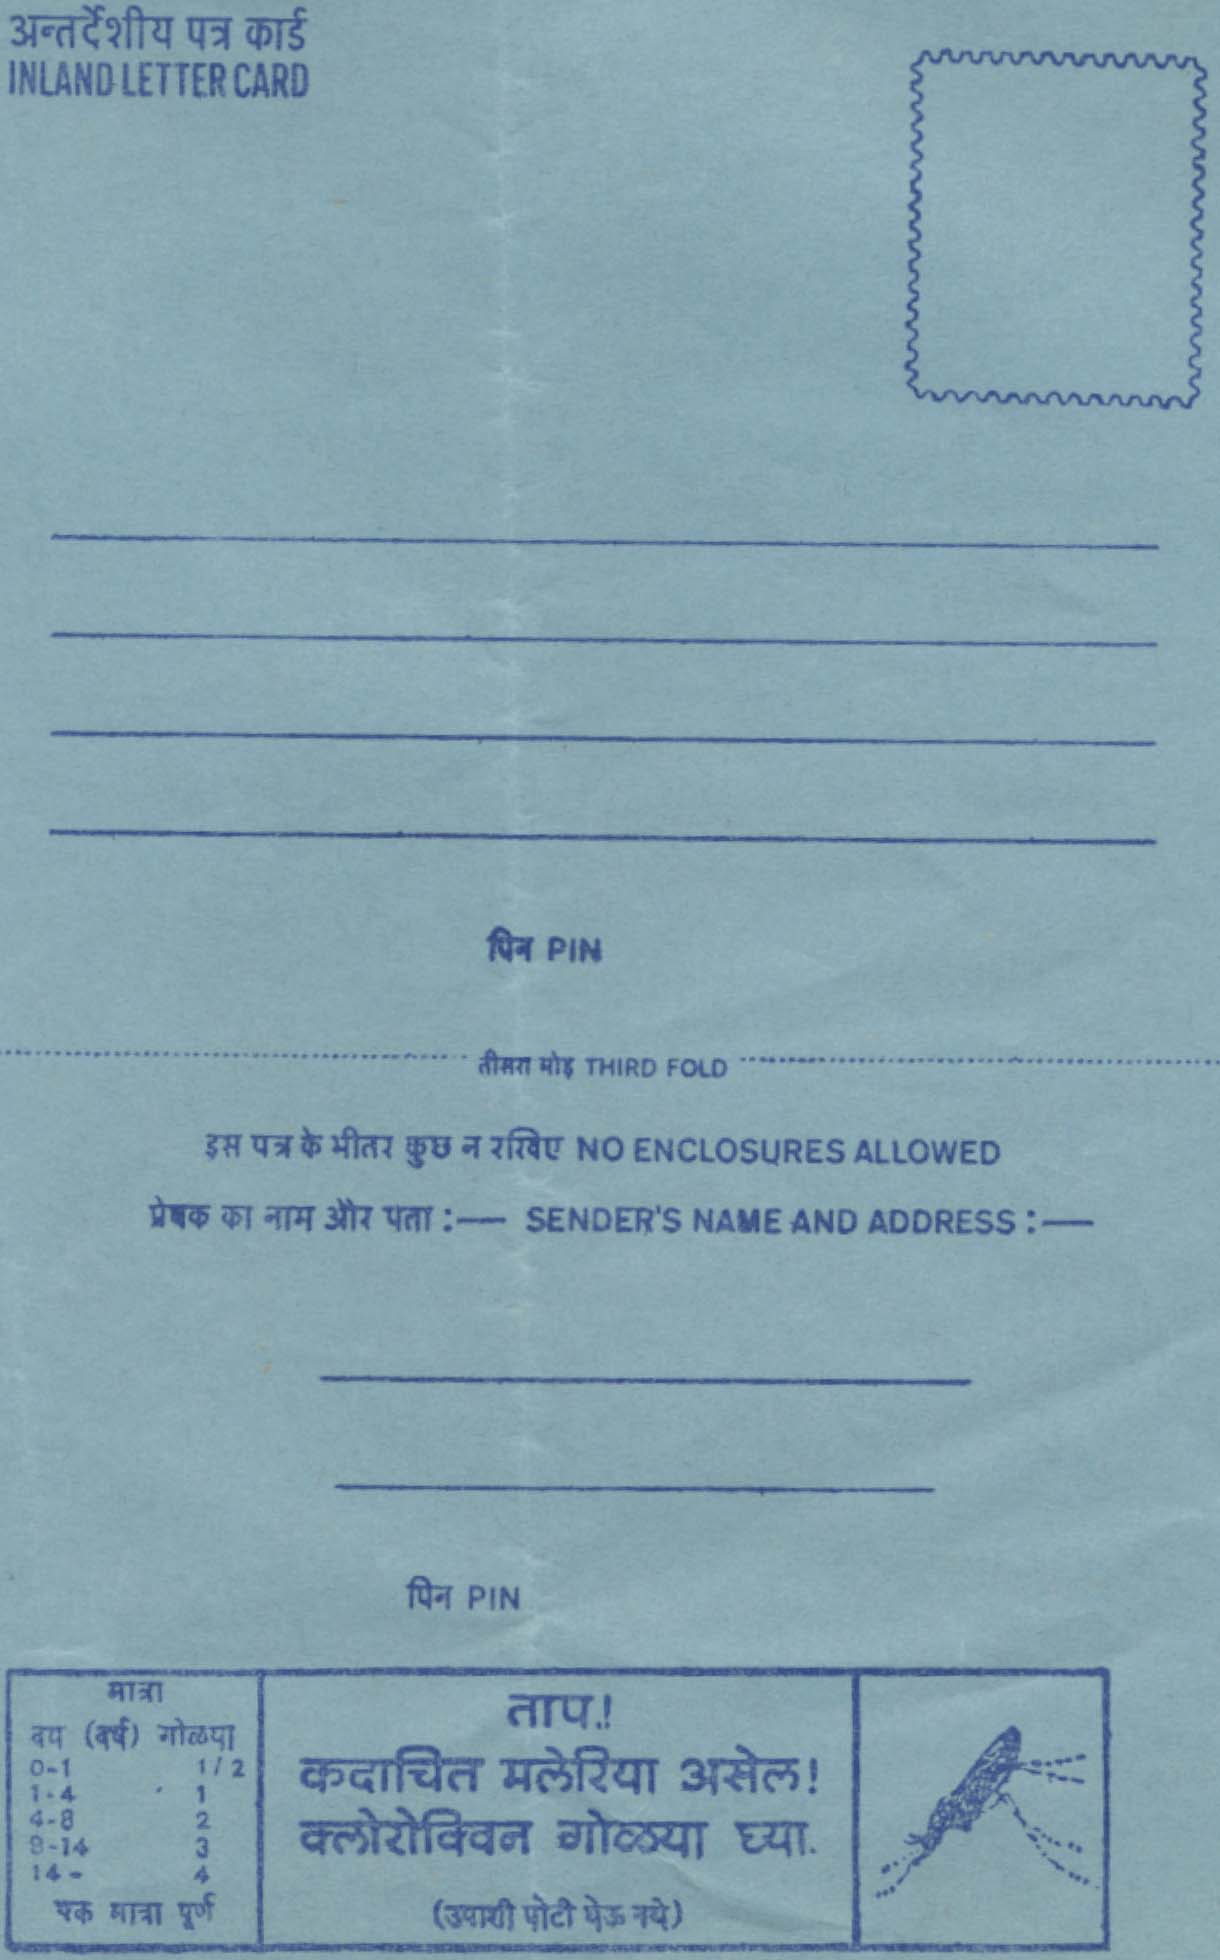 अन्तर्देशीय पत्र कार्ड
INLAND LETTER CARD
पिन PIN
तीसरा मोड़ THIRD FOLD
इस पत्र के भीतर कुछ न रखिए NO ENCLOSURES ALLOWED
प्रेषक का नाम और पता :— SENDER'S NAME AND ADDRESS :—
पिन PIN
मात्रा
वय (वर्ष) गोळया
0-1 1/2
1-4 1
4-8 2
9-14 3
14- 4
एक मात्रा पूर्ण
ताप.!
कदाचित मलेरिया असेल!
क्लोरोक्विन गोळया घ्या.
(उपाशी पोटी घेऊ नये)